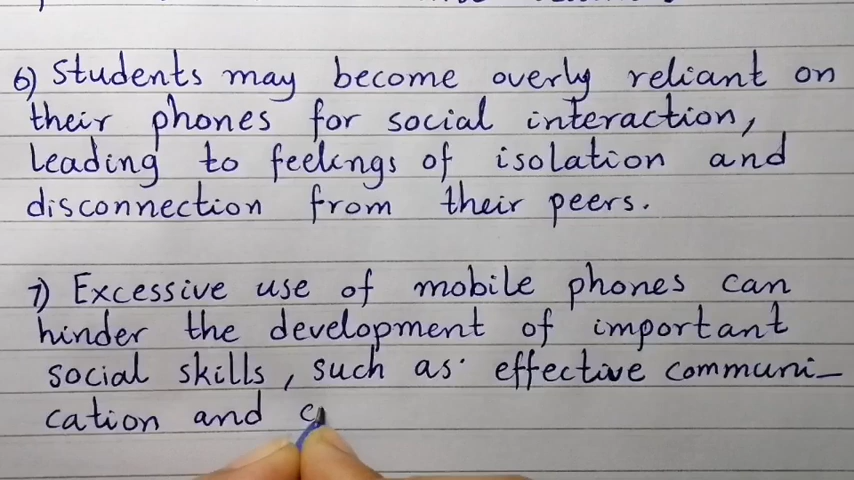 6) Students may become overly reliant on
their phones for social interaction,
leading to feelings of isolation and
disconnection from their peers.
7) Excessive use of mobile phones can
hinder the development of important
social skills, such as effective communi-
cation and c